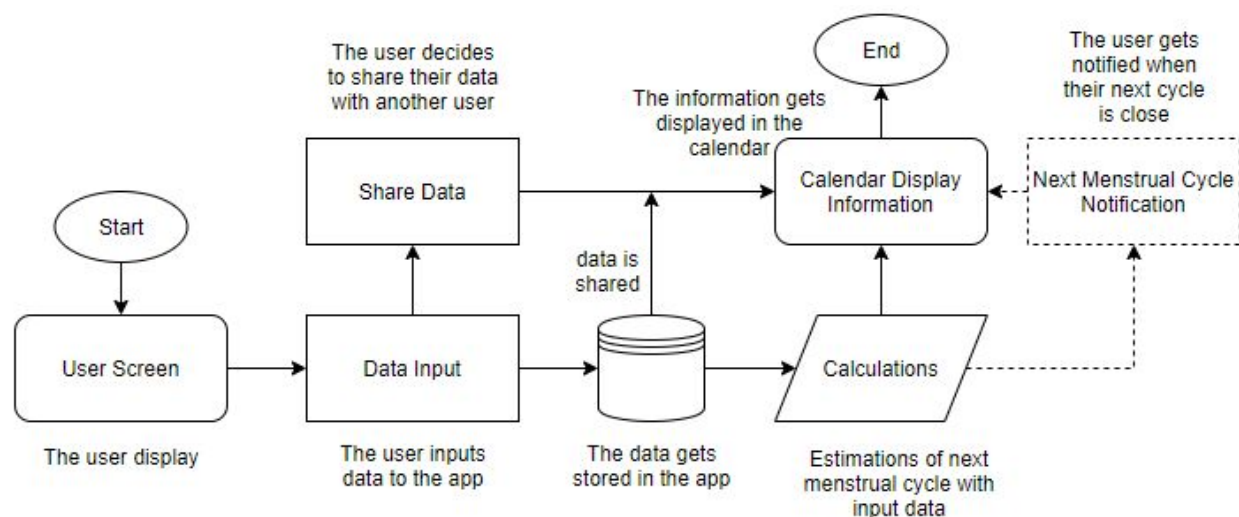 The user decides
to share their data
with another user
End
The user gets
notified when
their next cycle
is close
The information gets
displayed in the
calendar
Start
Share Data
Calendar Display
Information
Next Menstrual Cycle
Notification
data is
shared
User Screen
Data Input
Calculations
The user display
The user inputs
data to the app
The data gets
stored in the app
Estimations of next
menstrual cycle with
input data